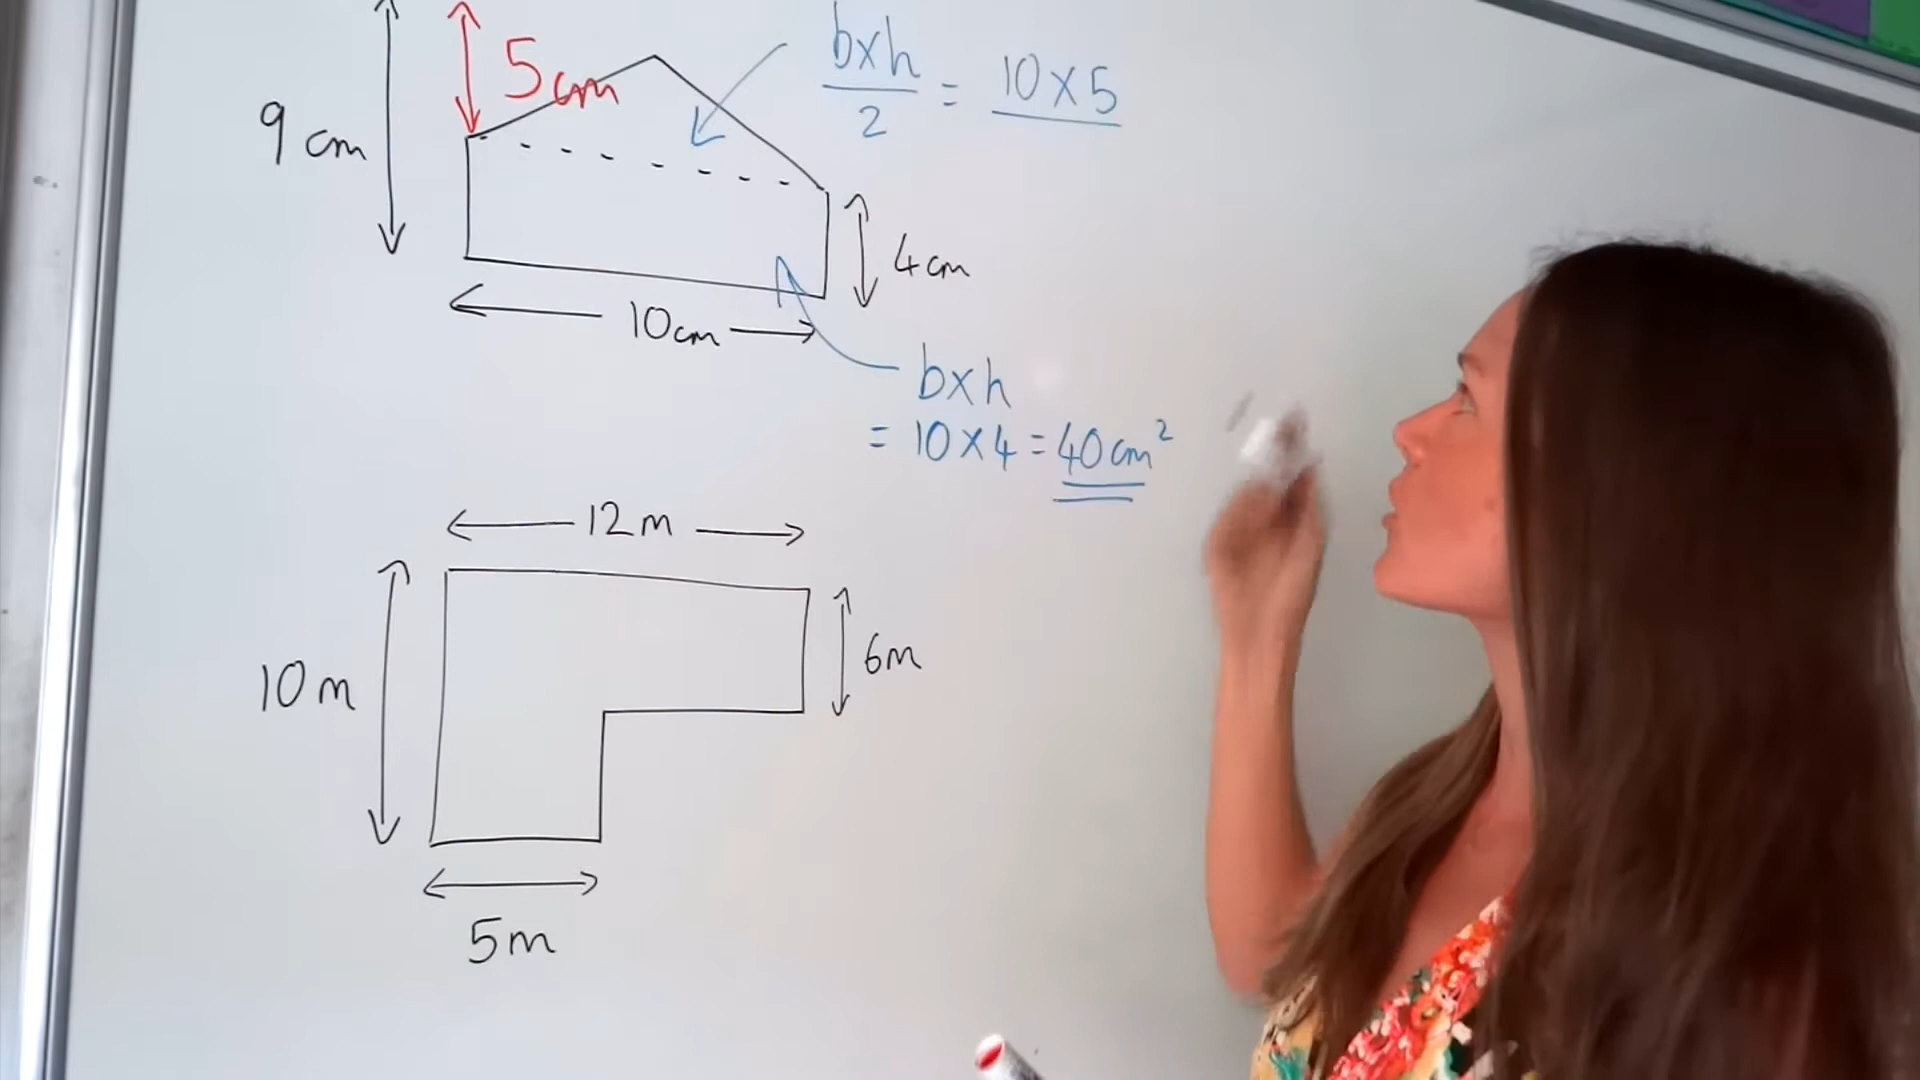 5cm
b×h
2
=
10×5
9 cm
4cm
10cm
b×h
= 10×4 = 40cm²
12m
10m
6m
5m